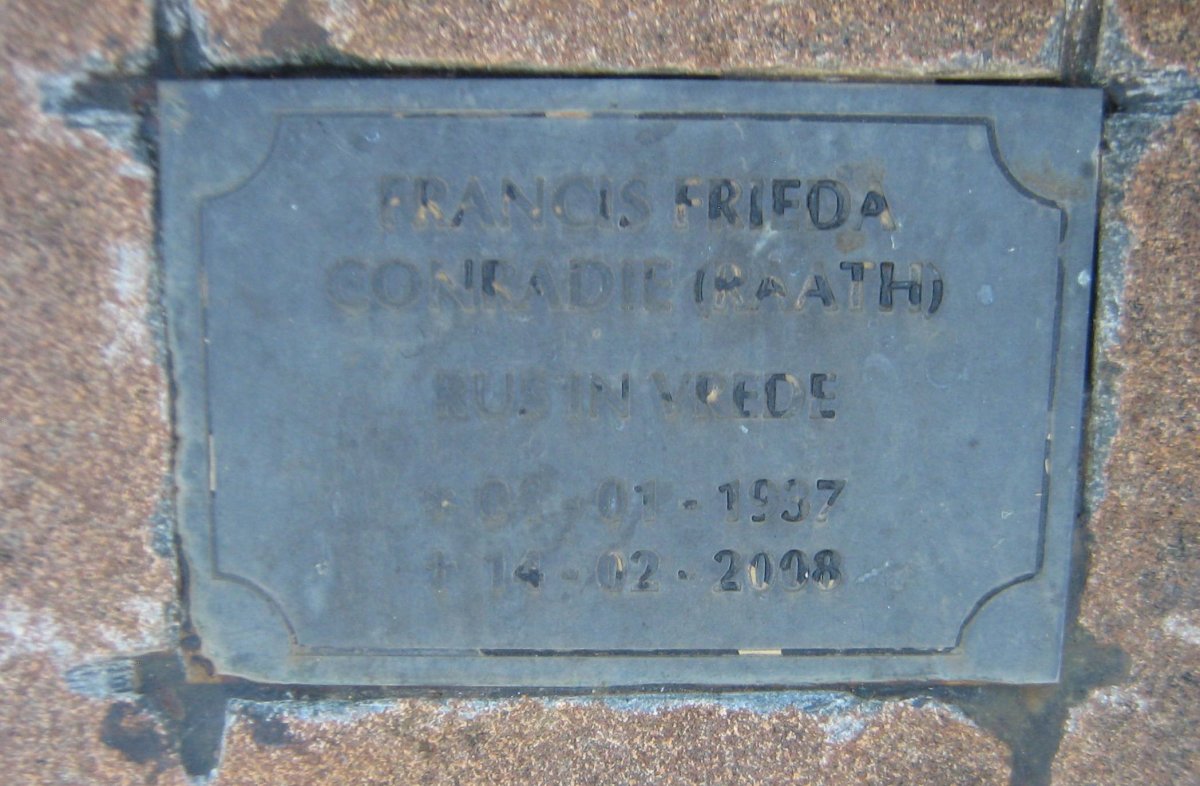 FRANCIS FRIEDA
CONRADIE (RAATH)
RUS IN VREDE
- 01 - 1937
† 14 - 02 - 2008